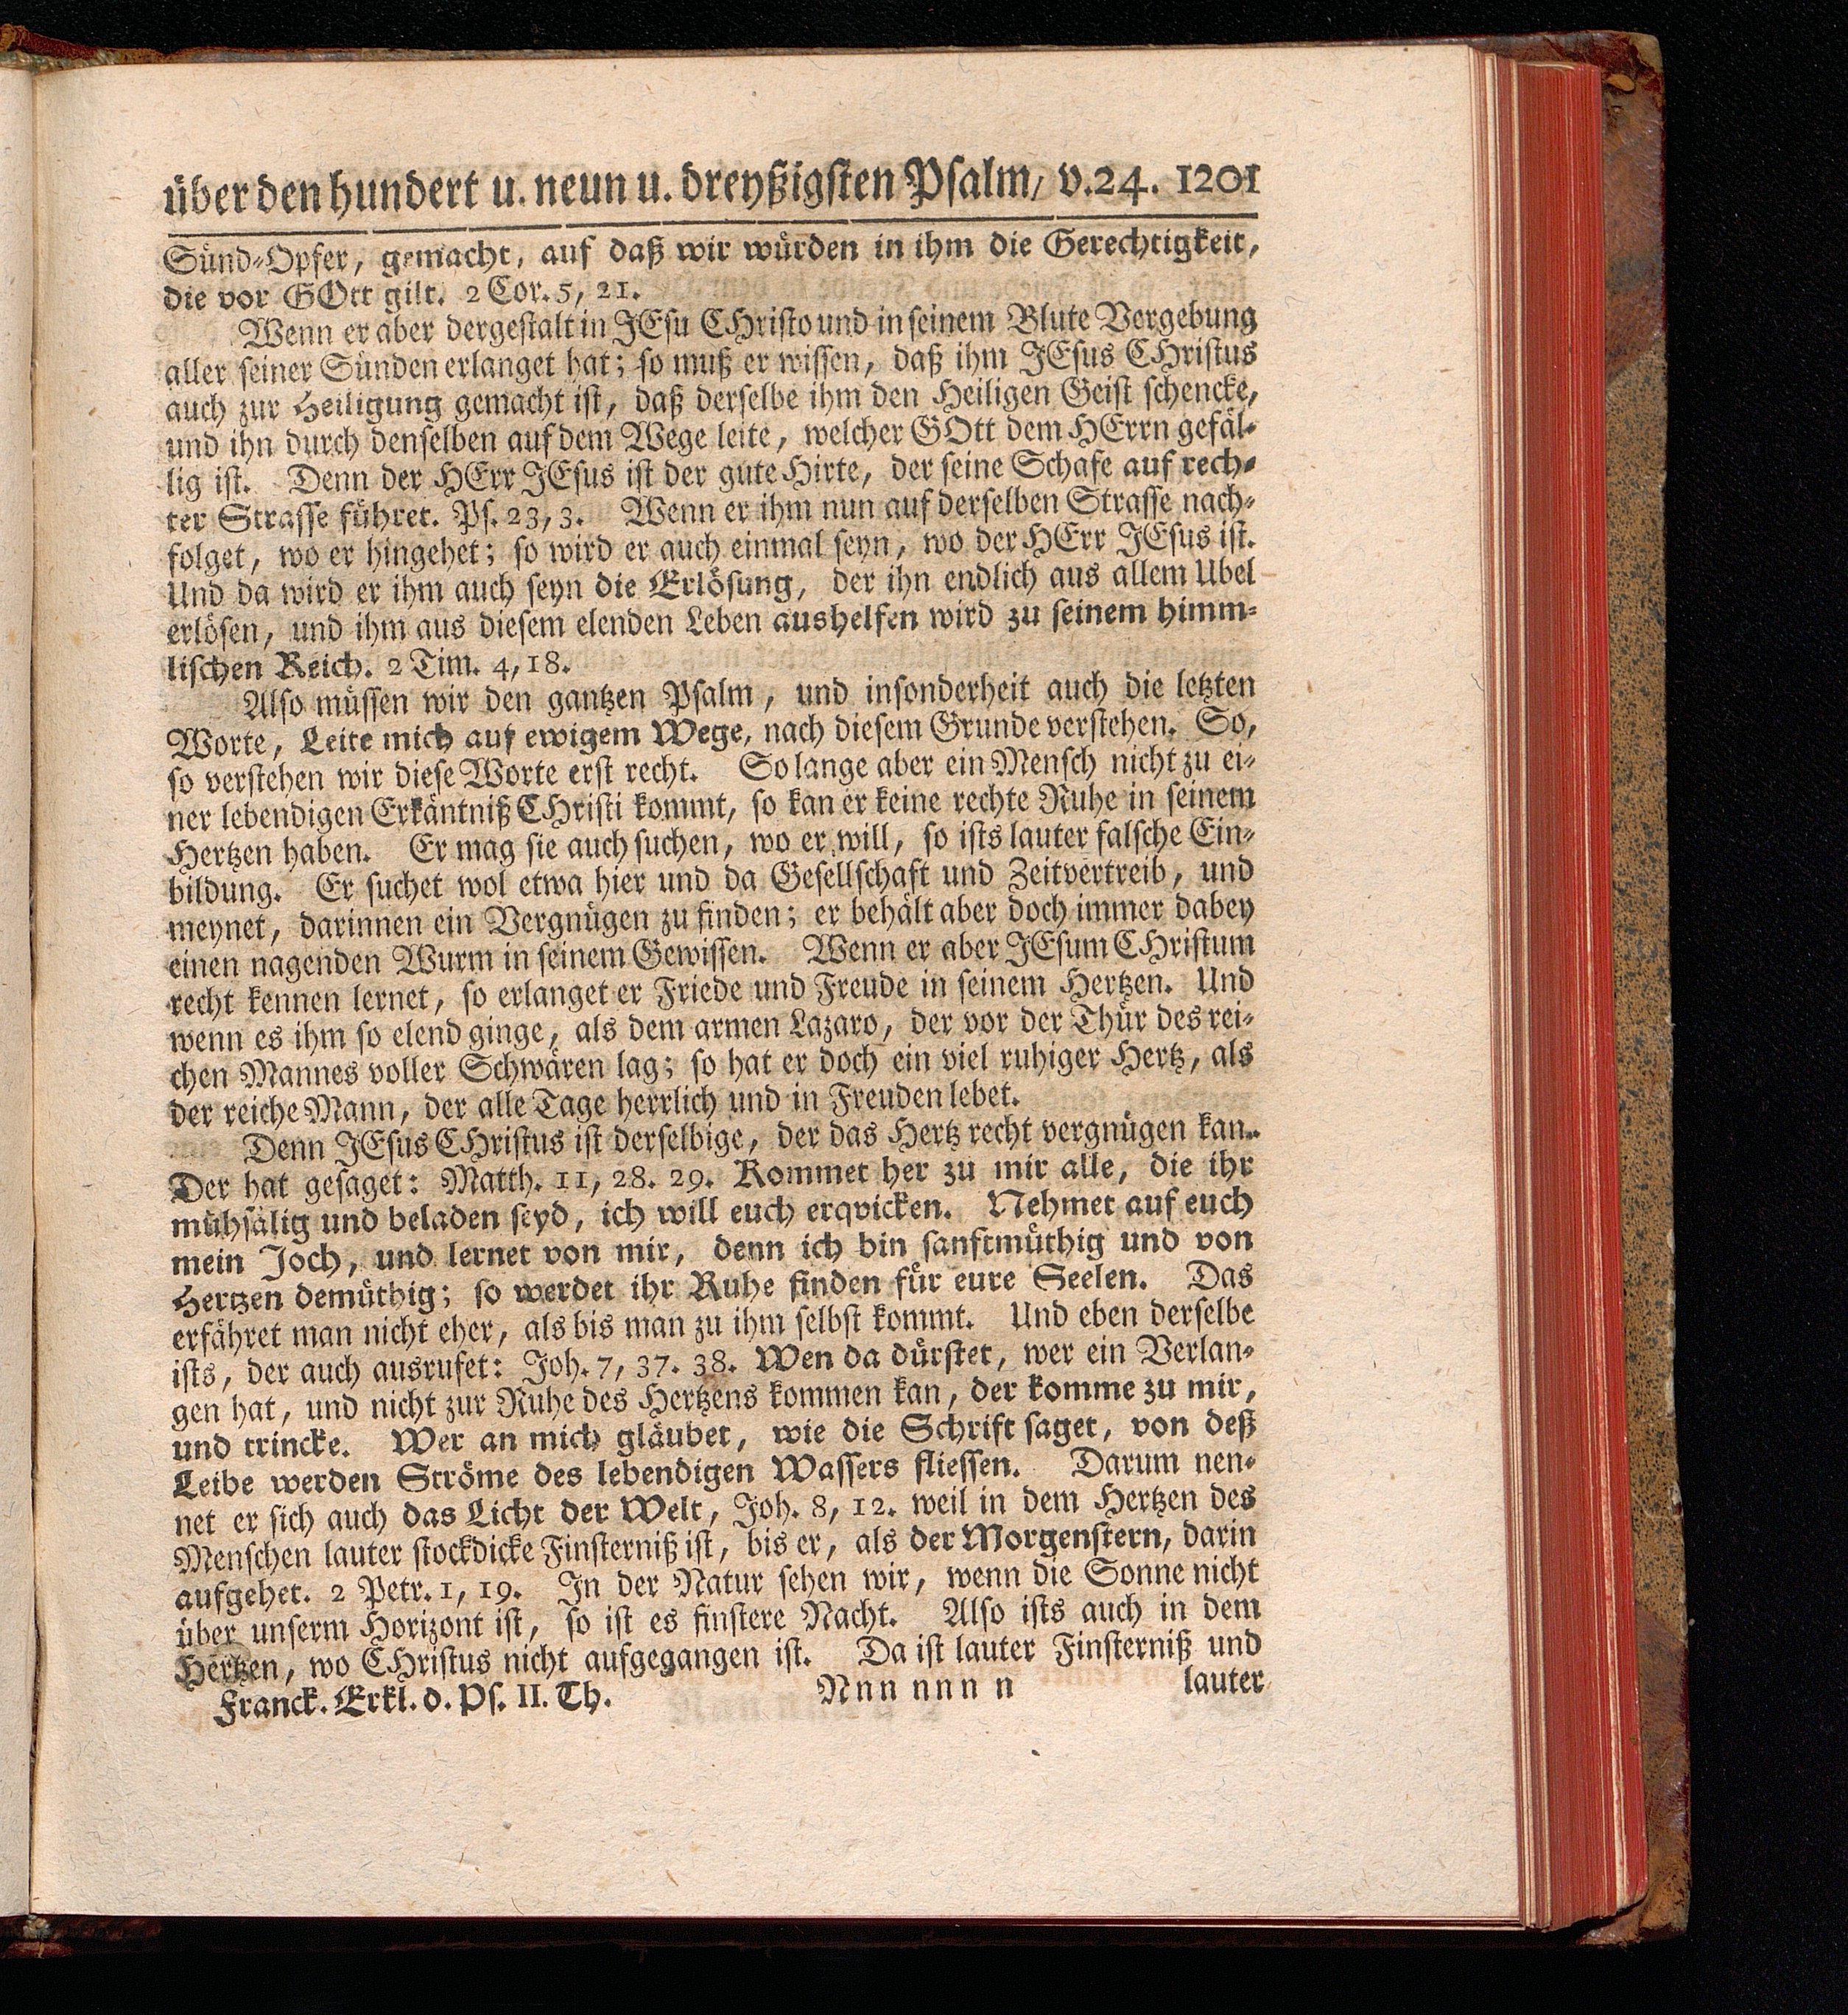 über den hundert u. neun u. dreyßigsten Psalm, v. 24. 1201
Sünd-Opfer, gemacht, auf daß wir würden in ihm die Gerechtigkeit,
die vor GOtt gilt. 2 Cor. 5, 21.
Wenn er aber dergestalt in JEsu CHristo und in seinem Blute Vergebung
aller seiner Sünden erlanget hat; so muß er wissen, daß ihm JEsus CHristus
auch zur Heiligung gemacht ist, daß derselbe ihm den Heiligen Geist schencke,
und ihn durch denselben auf dem Wege leite, welcher GOtt dem HErrn gefäl-
lig ist. Denn der HErr JEsus ist der gute Hirte, der seine Schafe auf rech-
ter Strasse führet. Ps. 23, 3. Wenn er ihm nun auf derselben Strasse nach-
folget, wo er hingehet; so wird er auch einmal seyn, wo der HErr JEsus ist.
Und da wird er ihm auch seyn die Erlösung, der ihn endlich aus allem Ubel
erlösen, und ihm aus diesem elenden Leben aushelfen wird zu seinem himm-
lischen Reich. 2 Tim. 4, 18.
Also müssen wir den gantzen Psalm, und insonderheit auch die letzten
Worte, Leite mich auf ewigem Wege, nach diesem Grunde verstehen. So,
so verstehen wir diese Worte erst recht. So lange aber ein Mensch nicht zu ei-
ner lebendigen Erkäntniß CHristi kommt, so kan er keine rechte Ruhe in seinem
Hertzen haben. Er mag sie auch suchen, wo er will, so ists lauter falsche Ein-
bildung. Er suchet wol etwa hier und da Gesellschaft und Zeitvertreib, und
meynet, darinnen ein Vergnügen zu finden; er behält aber doch immer dabey
einen nagenden Wurm in seinem Gewissen. Wenn er aber JEsum CHristum
recht kennen lernet, so erlanget er Friede und Freude in seinem Hertzen. Und
wenn es ihm so elend ginge, als dem armen Lazaro, der vor der Thür des rei-
chen Mannes voller Schwären lag; so hat er doch ein viel ruhiger Hertz, als
der reiche Mann, der alle Tage herrlich und in Freuden lebet.
Denn JEsus CHristus ist derselbige, der das Hertz recht vergnügen kan.
Der hat gesaget: Matth. 11, 28. 29. Kommet her zu mir alle, die ihr
mühsälig und beladen seyd, ich will euch erqvicken. Nehmet auf euch
mein Joch, und lernet von mir, denn ich bin sanftmüthig und von
Hertzen demüthig; so werdet ihr Ruhe finden für eure Seelen. Das
erfähret man nicht eher, als bis man zu ihm selbst kommt. Und eben derselbe
ists, der auch ausrufet: Joh. 7, 37. 38. Wen da dürstet, wer ein Verlan-
gen hat, und nicht zur Ruhe des Hertzens kommen kan, der komme zu mir,
und trincke. Wer an mich gläubet, wie die Schrift saget, von deß
Leibe werden Ströme des lebendigen Wassers fliessen. Darum nen-
net er sich auch das Licht der Welt, Joh. 8, 12. weil in dem Hertzen des
Menschen lauter stockdicke Finsterniß ist, bis er, als der Morgenstern, darin
aufgehet. 2 Petr. 1, 19. In der Natur sehen wir, wenn die Sonne nicht
über unserm Horizont ist, so ist es finstere Nacht. Also ists auch in dem
Hertzen, wo CHristus nicht aufgegangen ist. Da ist lauter Finsterniß und
Franck. Erkl. d. Ps. II. Th. Nnn nnn n lauter